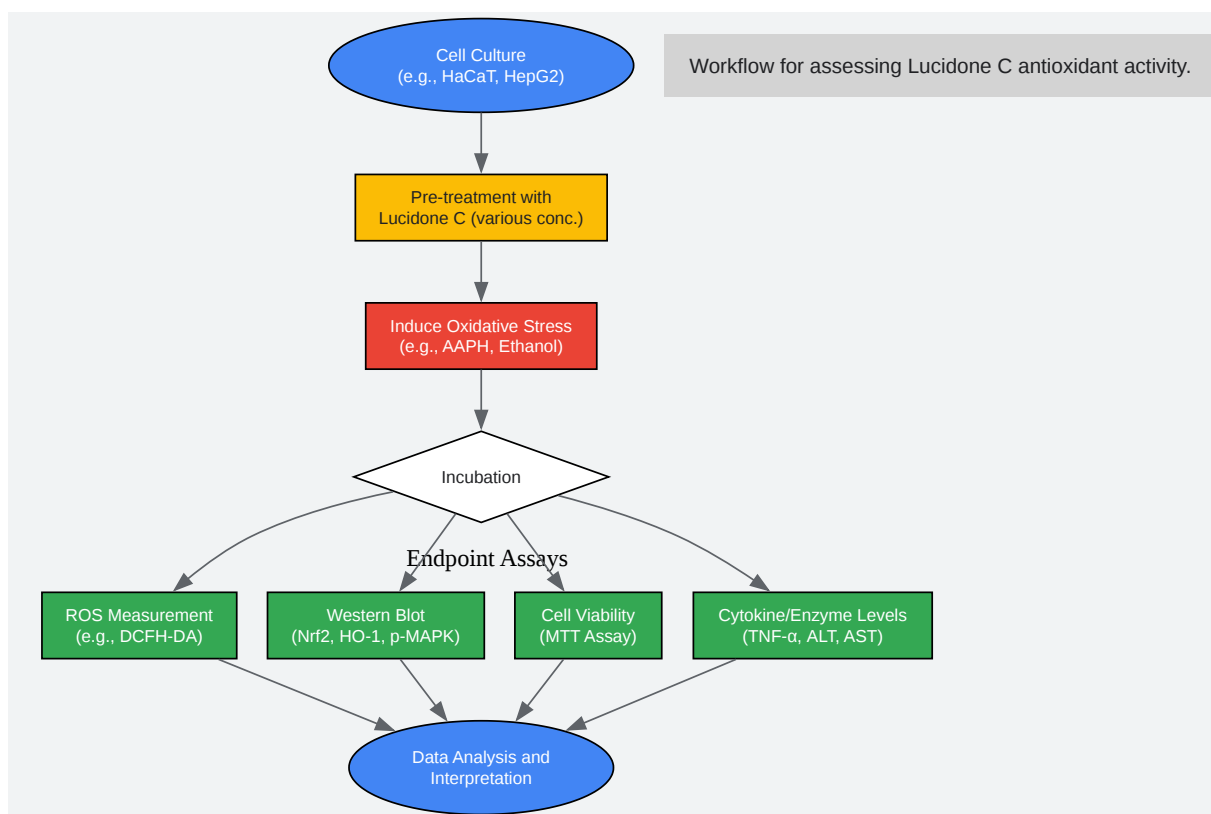 Cell Culture
(e.g., HaCaT, HepG2)
Workflow for assessing Lucidone C antioxidant activity.
Pre-treatment with
Lucidone C (various conc.)
Induce Oxidative Stress
(e.g., AAPH, Ethanol)
Incubation
Endpoint Assays
ROS Measurement
(e.g., DCFH-DA)
Western Blot
(Nrf2, HO-1, p-MAPK)
Cell Viability
(MTT Assay)
Cytokine/Enzyme Levels
(TNF-α, ALT, AST)
Data Analysis and
Interpretation